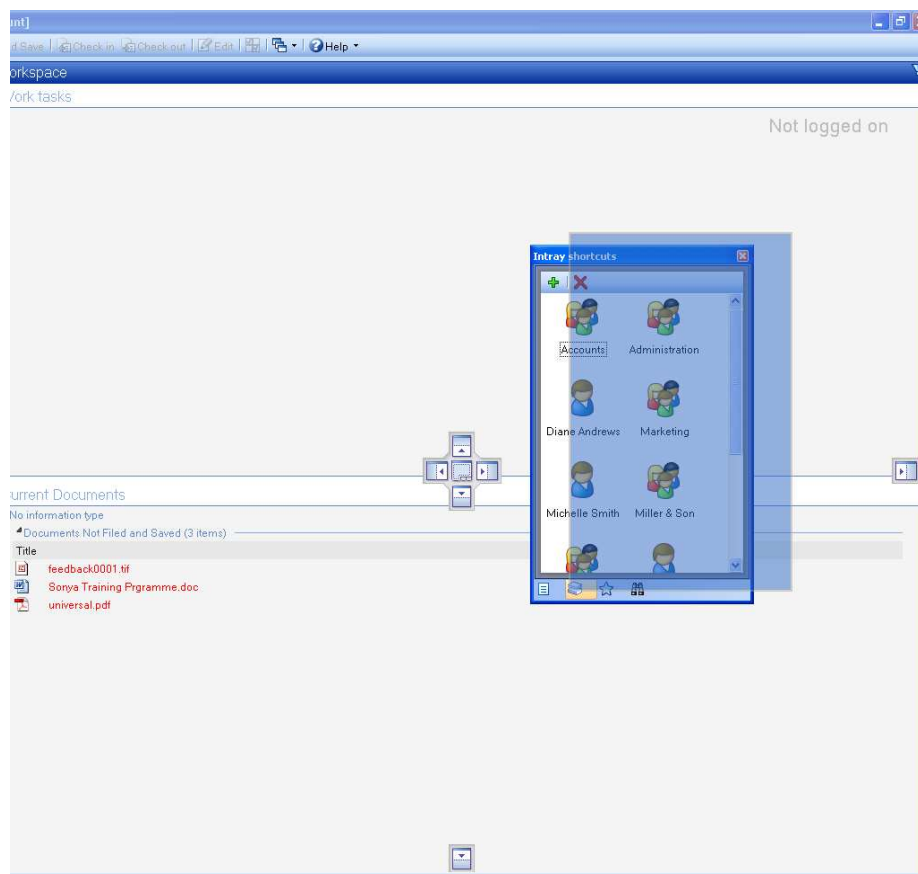 unt]
d Save Check in Check out Edit Help
orkspace
Vork tasks
Not logged on
Intray shortcuts
Accounts Administration
Diane Andrews Marketing
Michelle Smith Miller & Son
urrent Documents
No information type
Documents Not Filed and Saved (3 items)
Title
feedback0001.tif
Sonya Training Prgramme.doc
universal.pdf